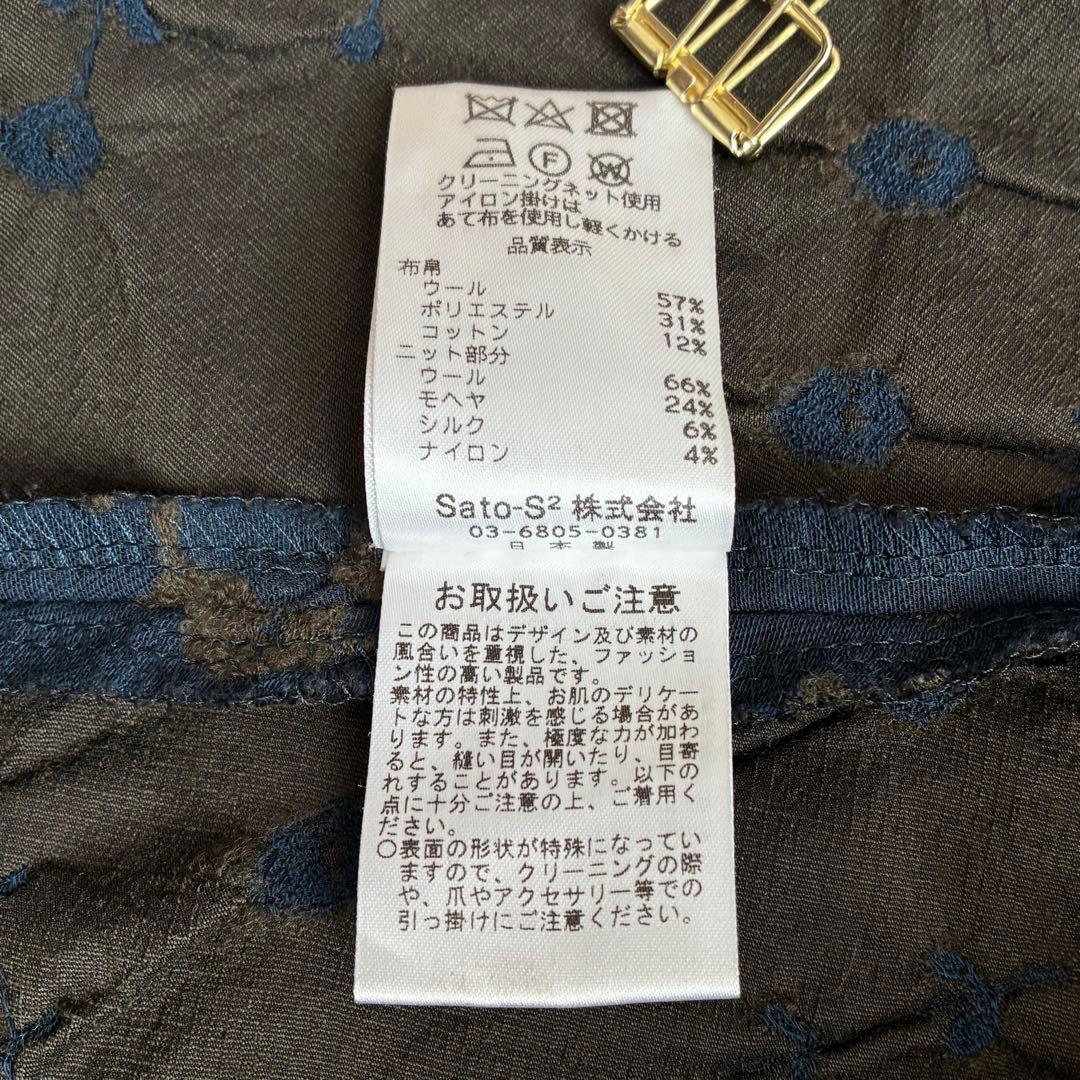 F
W
クリーニングネット使用
アイロン掛けは
あて布を使用し軽くかける
品質表示
布帛
ウール 57%
ポリエステル 31%
コットン 12%
ニット部分
ウール 66%
モヘヤ 24%
シルク 6%
ナイロン 4%
Sato-S² 株式会社
03-6805-0381
日本製
お取扱いご注意
この商品はデザイン及び素材の
風合いを重視した、ファッショ
ン性の高い製品です。
素材の特性上、お肌のデリケー
トな方は刺激を感じる場合があ
ります。また、極度な力が加わ
ると、縫い目が開いたり、目寄
れすることがあります。以下の
点に十分ご注意の上、ご着用く
ださい。
○表面の形状が特殊になってい
ますので、クリーニングの際
や、爪やアクセサリー等での
引っ掛けにご注意ください。